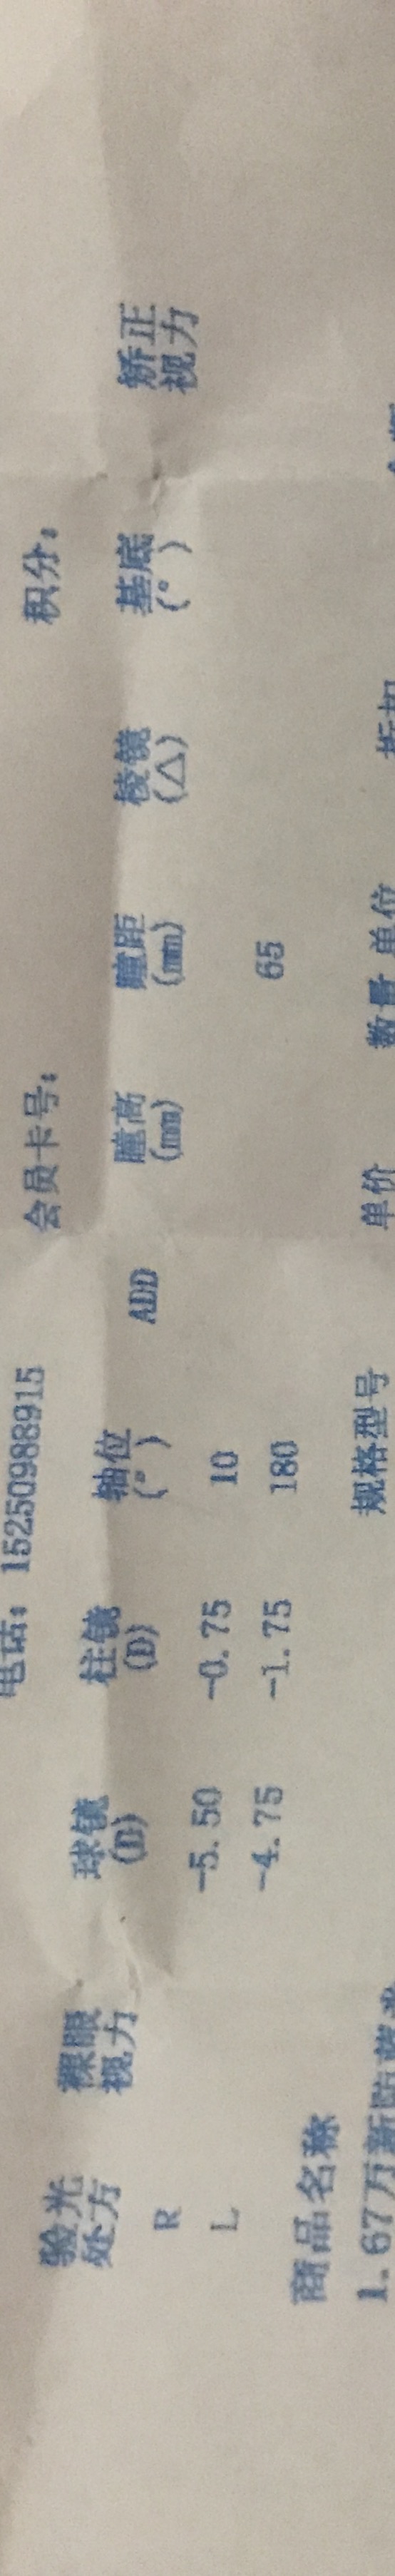 电话：15250988915 会员卡号： 积分：
验光处方 裸眼视力 球镜(D) 柱镜(D) 轴位(°) ADD 瞳高(mm) 瞳距(mm) 棱镜(△) 基底(°) 矫正视力
R -5.50 -0.75 10
L -4.75 -1.75 180 65
商品名称 规格型号 单价 数量 单位 折扣
1.67万新防蓝